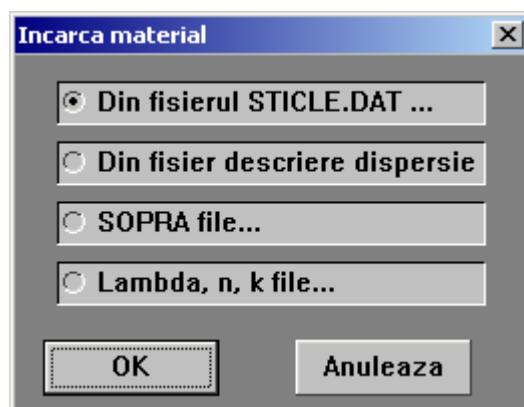 Incarca material
Din fisierul STICLE.DAT ...
Din fisier descriere dispersie
SOPRA file...
Lambda, n, k file...
OK
Anuleaza